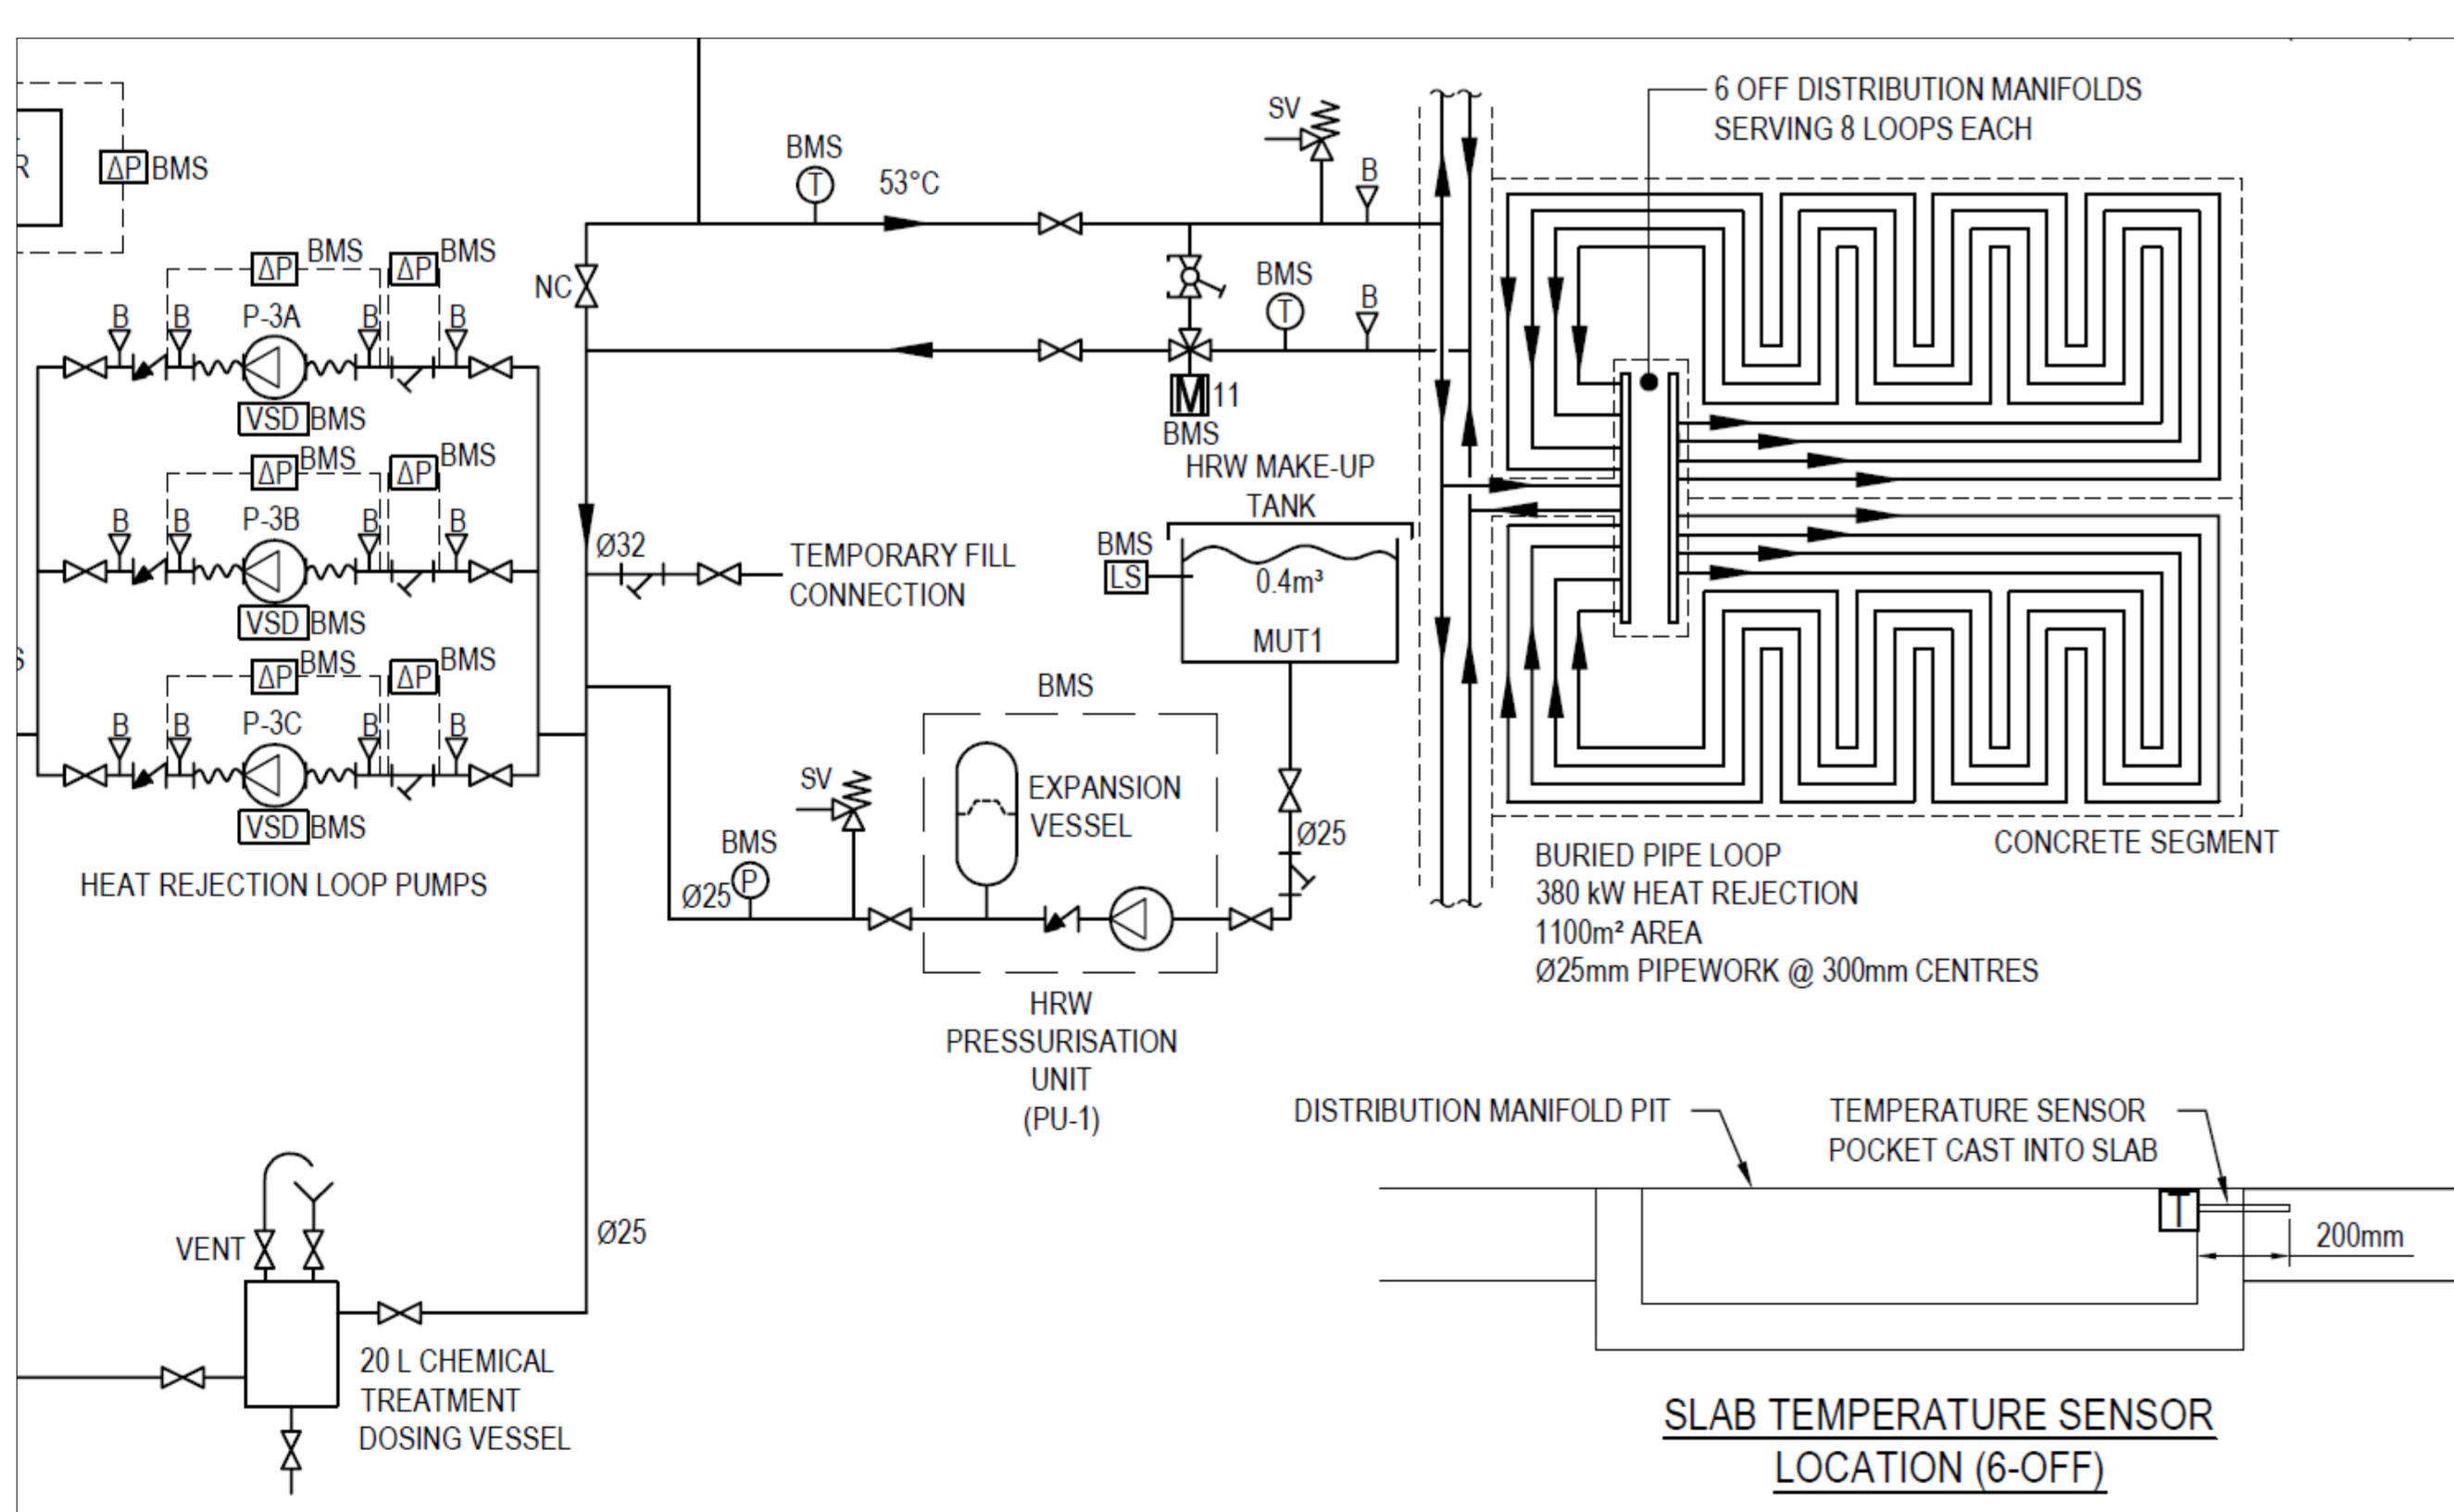 6 OFF DISTRIBUTION MANIFOLDS
SERVING 8 LOOPS EACH
R
ΔP BMS
BMS
T
53°C
SV
B
ΔP BMS
ΔP BMS
B
B
P-3A
B
B
VSD BMS
NC
BMS
T
B
M 11
BMS
ΔP BMS
ΔP BMS
B
B
P-3B
B
B
VSD BMS
HRW MAKE-UP
TANK
BMS
LS
0.4m³
MUT1
Ø32
TEMPORARY FILL
CONNECTION
ΔP BMS
ΔP BMS
B
B
P-3C
B
B
VSD BMS
HEAT REJECTION LOOP PUMPS
BMS
SV
EXPANSION
VESSEL
BMS
P
Ø25
Ø25
CONCRETE SEGMENT
BURIED PIPE LOOP
380 kW HEAT REJECTION
1100m² AREA
Ø25mm PIPEWORK @ 300mm CENTRES
HRW
PRESSURISATION
UNIT
(PU-1)
DISTRIBUTION MANIFOLD PIT
TEMPERATURE SENSOR
POCKET CAST INTO SLAB
T
200mm
VENT
Ø25
20 L CHEMICAL
TREATMENT
DOSING VESSEL
SLAB TEMPERATURE SENSOR
LOCATION (6-OFF)